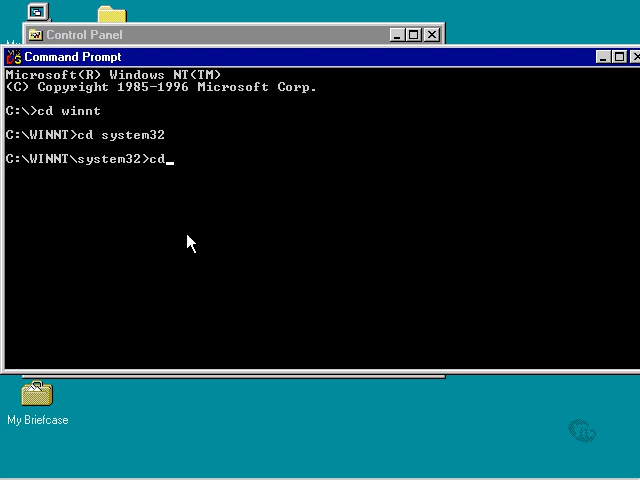 Control Panel
Command Prompt
Microsoft(R) Windows NT(TM)
(C) Copyright 1985-1996 Microsoft Corp.
C:\>cd winnt
C:\WINNT>cd system32
C:\WINNT\system32>cd_
My Briefcase